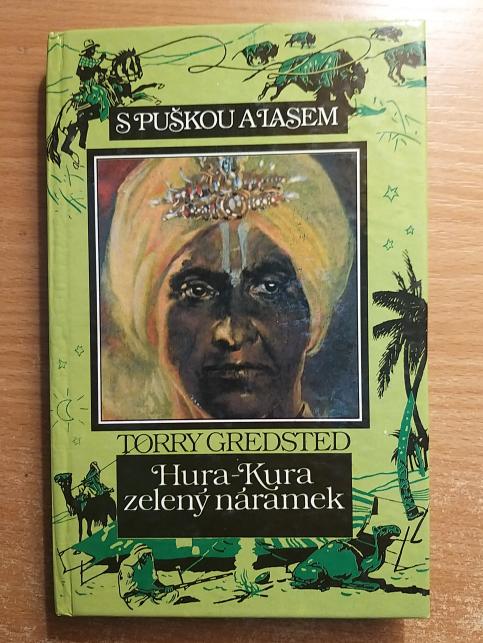 S PUŠKOU A LASEM
TORRY GREDSTED
Hura-Kura
zelený náramek